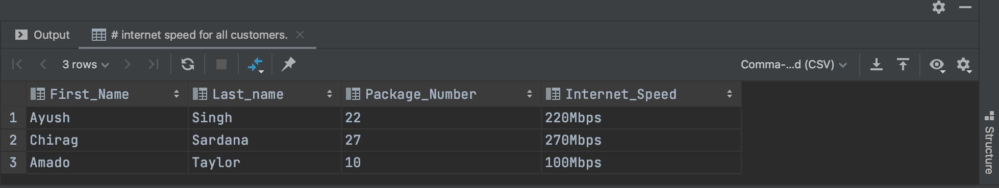 Output # internet speed for all customers.
3 rows Comma-...d (CSV)
First_Name Last_name Package_Number Internet_Speed
1 Ayush Singh 22 220Mbps
2 Chirag Sardana 27 270Mbps
3 Amado Taylor 10 100Mbps
Structure